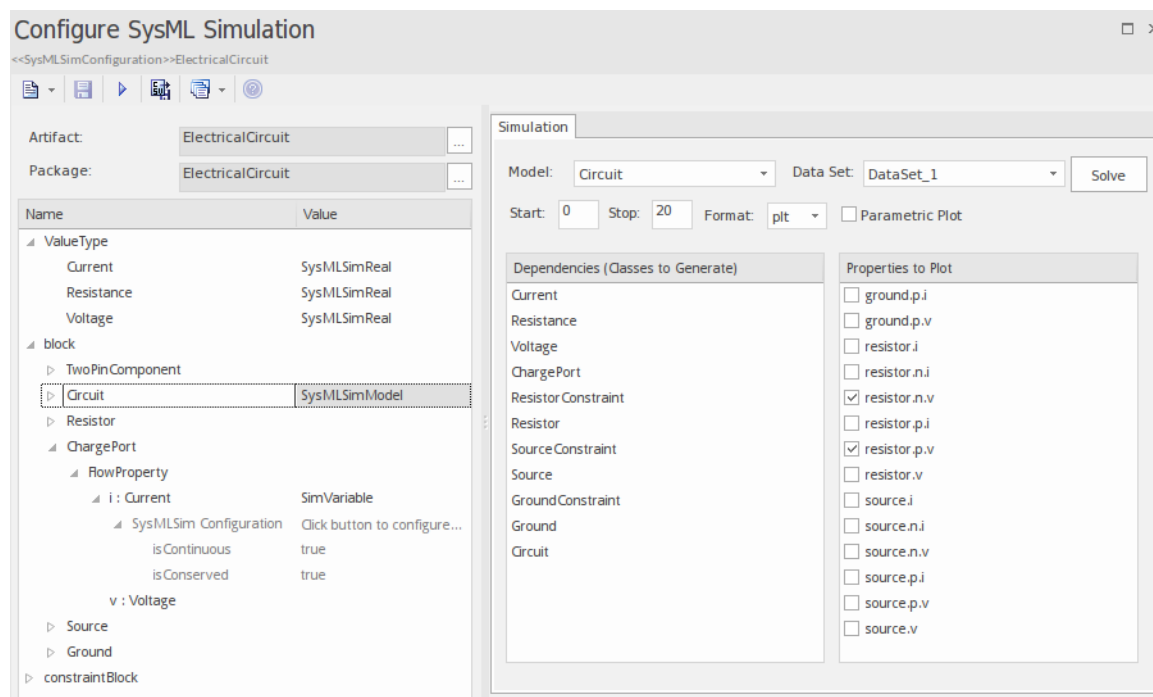 Configure SysML Simulation
<<SysMLSimConfiguration>>ElectricalCircuit
Artifact: ElectricalCircuit ...
Package: ElectricalCircuit ...
Name Value
ValueType
Current SysMLSimReal
Resistance SysMLSimReal
Voltage SysMLSimReal
block
TwoPinComponent
Circuit SysMLSimModel
Resistor
ChargePort
FlowProperty
i : Current SimVariable
SysMLSim Configuration Click button to configure...
isContinuous true
isConserved true
v : Voltage
Source
Ground
constraintBlock
Simulation
Model: Circuit Data Set: DataSet_1 Solve
Start: 0 Stop: 20 Format: plt Parametric Plot
Dependencies (Classes to Generate)
Current
Resistance
Voltage
ChargePort
ResistorConstraint
Resistor
SourceConstraint
Source
GroundConstraint
Ground
Circuit
Properties to Plot
ground.p.i
ground.p.v
resistor.i
resistor.n.i
resistor.n.v
resistor.p.i
resistor.p.v
resistor.v
source.i
source.n.i
source.n.v
source.p.i
source.p.v
source.v